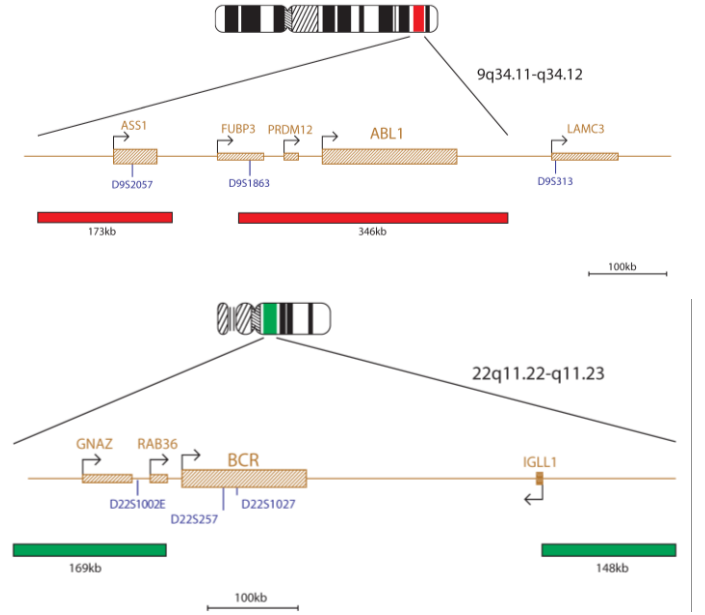 9q34.11-q34.12
ASS1 FUBP3 PRDM12 ABL1 LAMC3
D9S2057 D9S1863 D9S313
173kb 346kb
100kb
22q11.22-q11.23
GNAZ RAB36 BCR IGLL1
D22S1002E D22S1027
D22S257
169kb 148kb
100kb